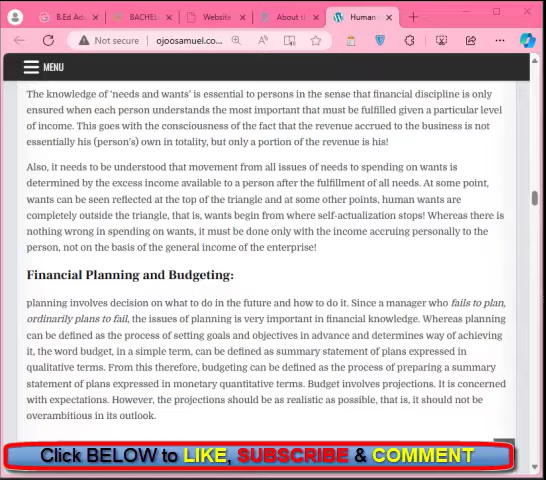 B.Ed Ad
BACHEL
Website
About th
Human
Not secure
ojoosamuel.co...
MENU
The knowledge of 'needs and wants' is essential to persons in the sense that financial discipline is only
ensured when each person understands the most important that must be fulfilled given a particular level
of income. This goes with the consciousness of the fact that the revenue accrued to the business is not
essentially his (person's) own in totality, but only a portion of the revenue is his!
Also, it needs to be understood that movement from all issues of needs to spending on wants is
determined by the excess income available to a person after the fulfillment of all needs. At some point,
wants can be seen reflected at the top of the triangle and at some other points, human wants are
completely outside the triangle, that is, wants begin from where self-actualization stops! Whereas there is
nothing wrong in spending on wants, it must be done only with the income accruing personally to the
person, not on the basis of the general income of the enterprise!
Financial Planning and Budgeting:
planning involves decision on what to do in the future and how to do it. Since a manager who fails to plan,
ordinarily plans to fail, the issues of planning is very important in financial knowledge. Whereas planning
can be defined as the process of setting goals and objectives in advance and determines way of achieving
it, the word budget, in a simple term, can be defined as summary statement of plans expressed in
qualitative terms. From this therefore, budgeting can be defined as the process of preparing a summary
statement of plans expressed in monetary quantitative terms. Budget involves projections. It is concerned
with expectations. However, the projections should be as realistic as possible, that is, it should not be
overambitious in its outlook.
Click BELOW to LIKE, SUBSCRIBE & COMMENT